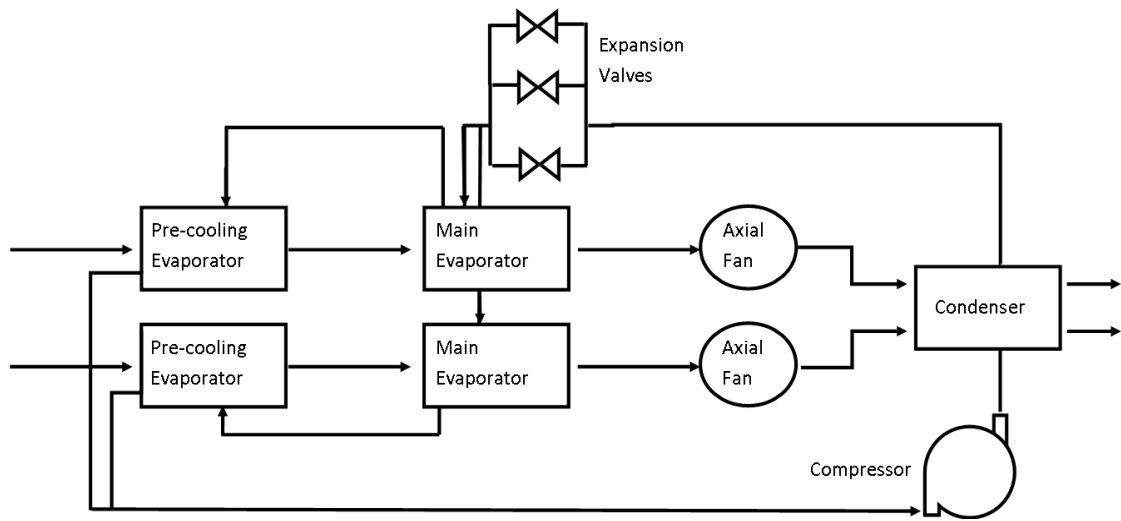 Expansion
Valves
Pre-cooling
Evaporator
Main
Evaporator
Axial
Fan
Condenser
Pre-cooling
Evaporator
Main
Evaporator
Axial
Fan
Compressor